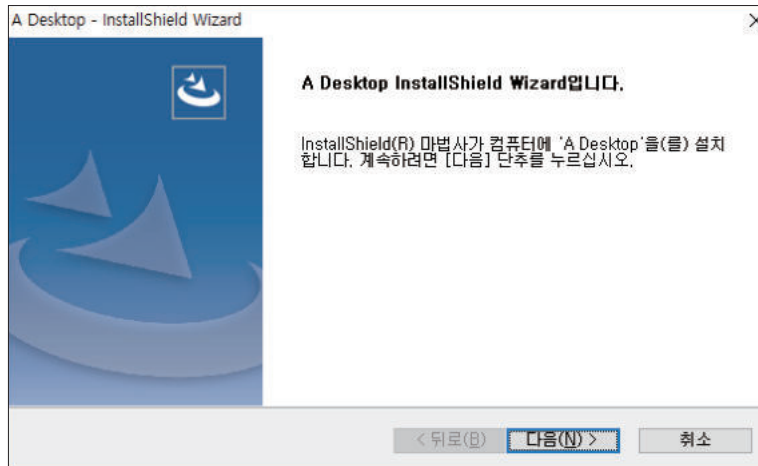 A Desktop - InstallShield Wizard
A Desktop InstallShield Wizard입니다.
InstallShield(R) 마법사가 컴퓨터에 'A Desktop'을(를) 설치
합니다. 계속하려면 [다음] 단추를 누르십시오.
< 뒤로(B) 다음(N) > 취소